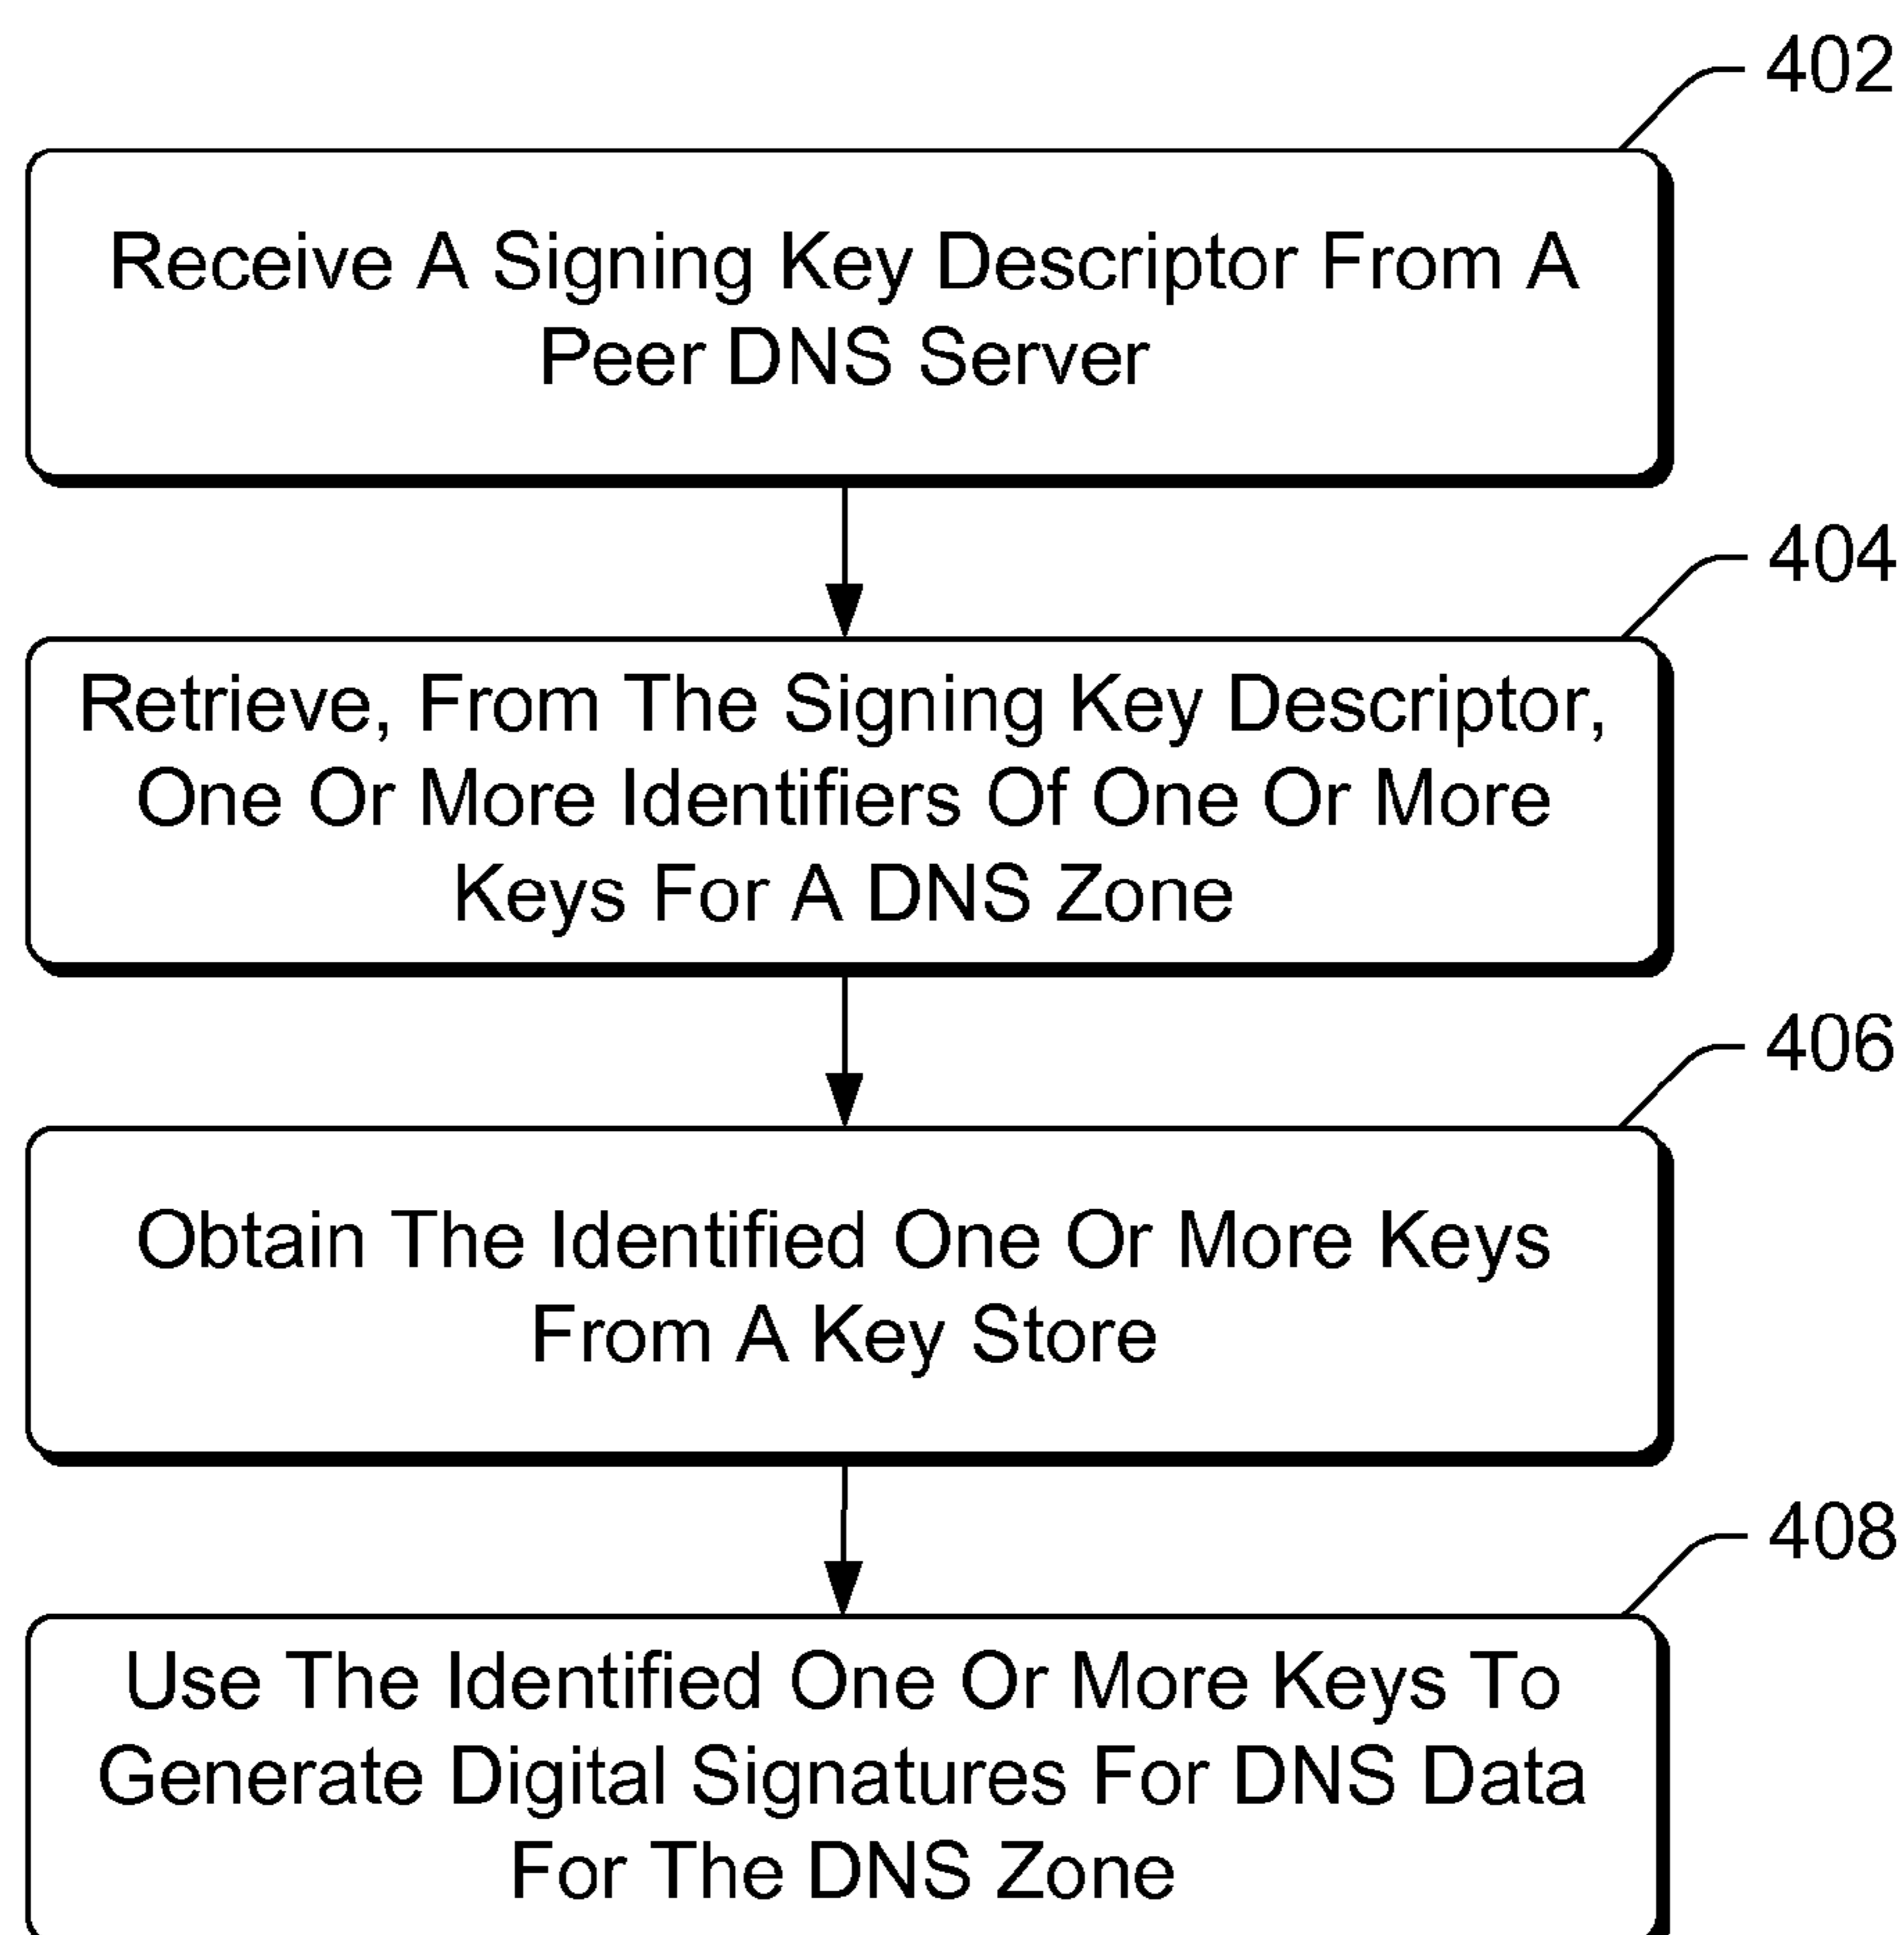 402
Receive A Signing Key Descriptor From A
Peer DNS Server
404
Retrieve, From The Signing Key Descriptor,
One Or More Identifiers Of One Or More
Keys For A DNS Zone
406
Obtain The Identified One Or More Keys
From A Key Store
408
Use The Identified One Or More Keys To
Generate Digital Signatures For DNS Data
For The DNS Zone